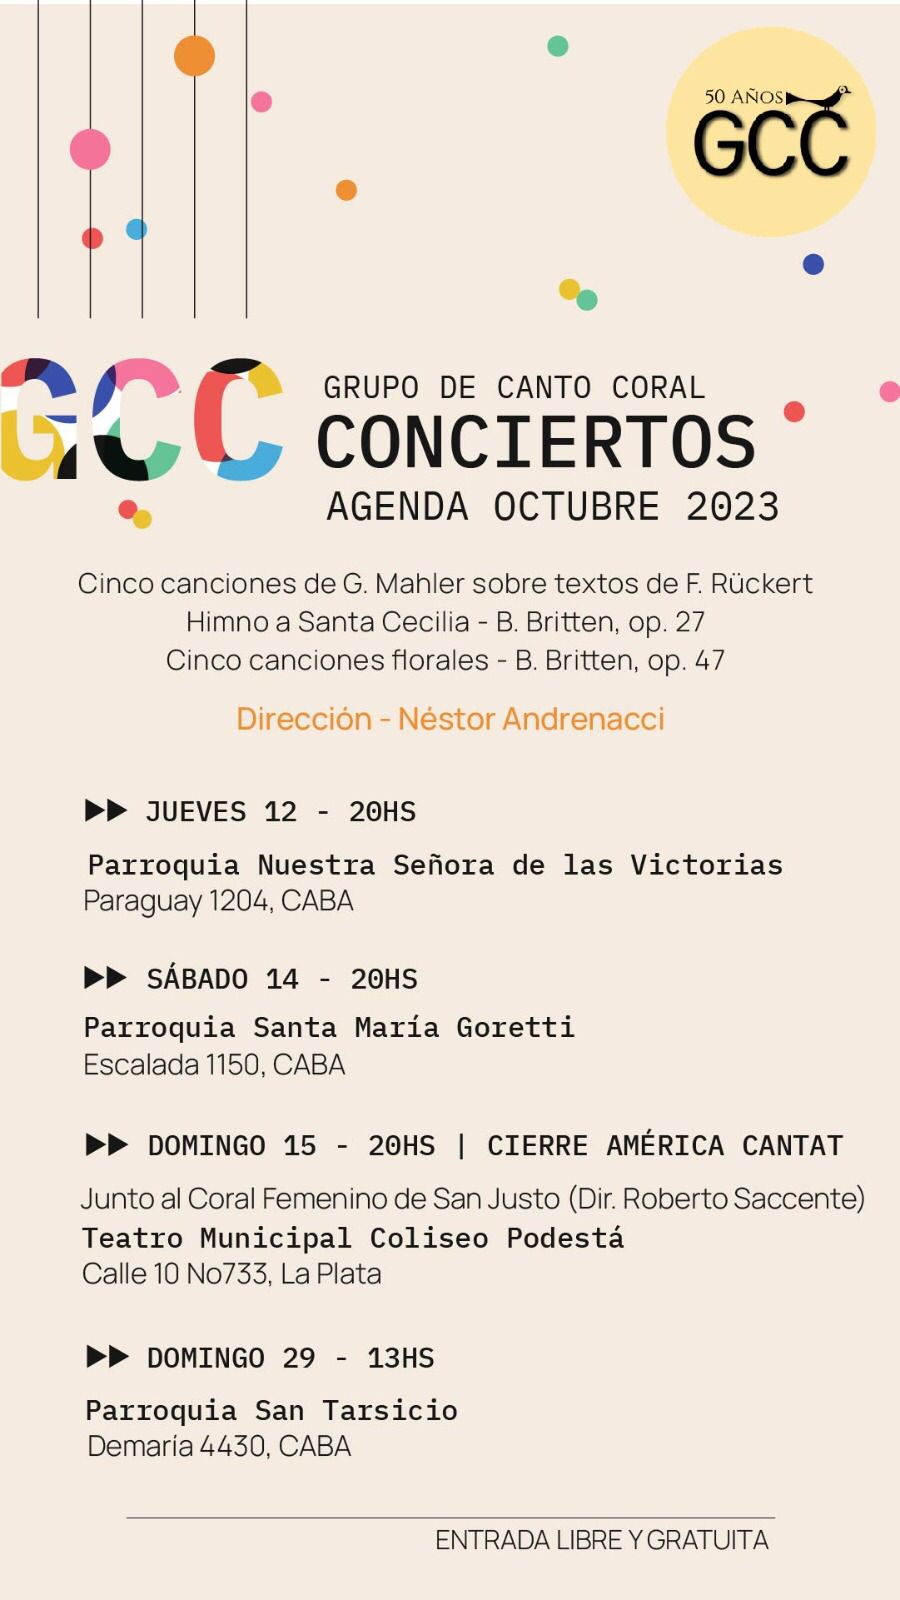 50 AÑOS
GCC
GCC
GRUPO DE CANTO CORAL
CONCIERTOS
AGENDA OCTUBRE 2023
Cinco canciones de G. Mahler sobre textos de F. Rückert
Himno a Santa Cecilia - B. Britten, op. 27
Cinco canciones florales - B. Britten, op. 47
Dirección - Néstor Andrenacci
JUEVES 12 - 20HS
Parroquia Nuestra Señora de las Victorias
Paraguay 1204, CABA
SÁBADO 14 - 20HS
Parroquia Santa María Goretti
Escalada 1150, CABA
DOMINGO 15 - 20HS | CIERRE AMÉRICA CANTAT
Junto al Coral Femenino de San Justo (Dir. Roberto Saccente)
Teatro Municipal Coliseo Podestá
Calle 10 No733, La Plata
DOMINGO 29 - 13HS
Parroquia San Tarsicio
Demaría 4430, CABA
ENTRADA LIBRE Y GRATUITA